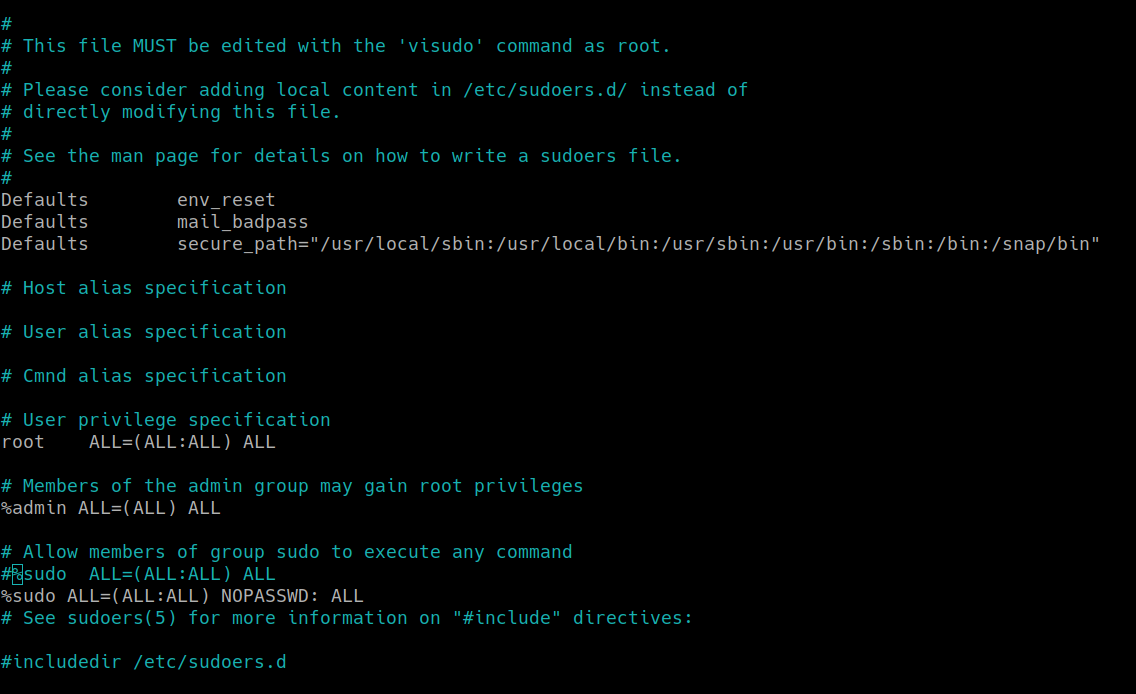 #
# This file MUST be edited with the 'visudo' command as root.
#
# Please consider adding local content in /etc/sudoers.d/ instead of
# directly modifying this file.
#
# See the man page for details on how to write a sudoers file.
#
Defaults        env_reset
Defaults        mail_badpass
Defaults        secure_path="/usr/local/sbin:/usr/local/bin:/usr/sbin:/usr/bin:/sbin:/bin:/snap/bin"
# Host alias specification
# User alias specification
# Cmnd alias specification
# User privilege specification
root    ALL=(ALL:ALL) ALL
# Members of the admin group may gain root privileges
%admin ALL=(ALL) ALL
# Allow members of group sudo to execute any command
#%sudo  ALL=(ALL:ALL) ALL
%sudo ALL=(ALL:ALL) NOPASSWD: ALL
# See sudoers(5) for more information on "#include" directives:
#includedir /etc/sudoers.d